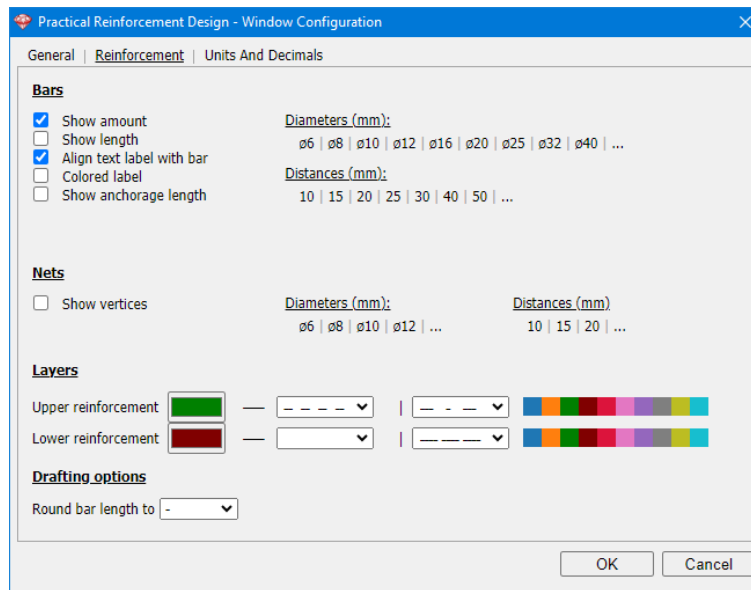 Practical Reinforcement Design - Window Configuration
General | Reinforcement | Units And Decimals
Bars
Show amount
Show length
Align text label with bar
Colored label
Show anchorage length
Diameters (mm):
ø6 | ø8 | ø10 | ø12 | ø16 | ø20 | ø25 | ø32 | ø40 | ...
Distances (mm):
10 | 15 | 20 | 25 | 30 | 40 | 50 | ...
Nets
Show vertices
Diameters (mm):
ø6 | ø8 | ø10 | ø12 | ...
Distances (mm)
10 | 15 | 20 | ...
Layers
Upper reinforcement
Lower reinforcement
Drafting options
Round bar length to -
OK
Cancel